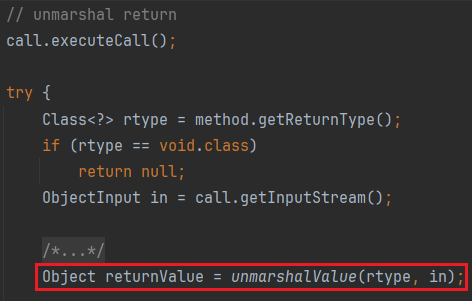 // unmarshal return
call.executeCall();
try {
Class<?> rtype = method.getReturnType();
if (rtype == void.class)
return null;
ObjectInput in = call.getInputStream();
/*...*/
Object returnValue = unmarshalValue(rtype, in);